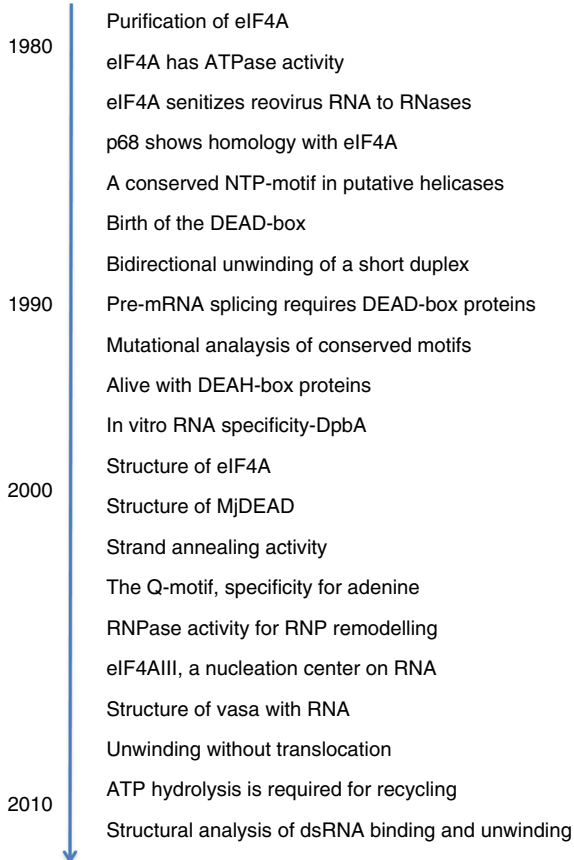 Purification of eIF4A
1980
eIF4A has ATPase activity
eIF4A senitizes reovirus RNA to RNases
p68 shows homology with eIF4A
A conserved NTP-motif in putative helicases
Birth of the DEAD-box
Bidirectional unwinding of a short duplex
1990
Pre-mRNA splicing requires DEAD-box proteins
Mutational analaysis of conserved motifs
Alive with DEAH-box proteins
In vitro RNA specificity-DpbA
Structure of eIF4A
2000
Structure of MjDEAD
Strand annealing activity
The Q-motif, specificity for adenine
RNPase activity for RNP remodelling
eIF4AIII, a nucleation center on RNA
Structure of vasa with RNA
Unwinding without translocation
ATP hydrolysis is required for recycling
2010
Structural analysis of dsRNA binding and unwinding